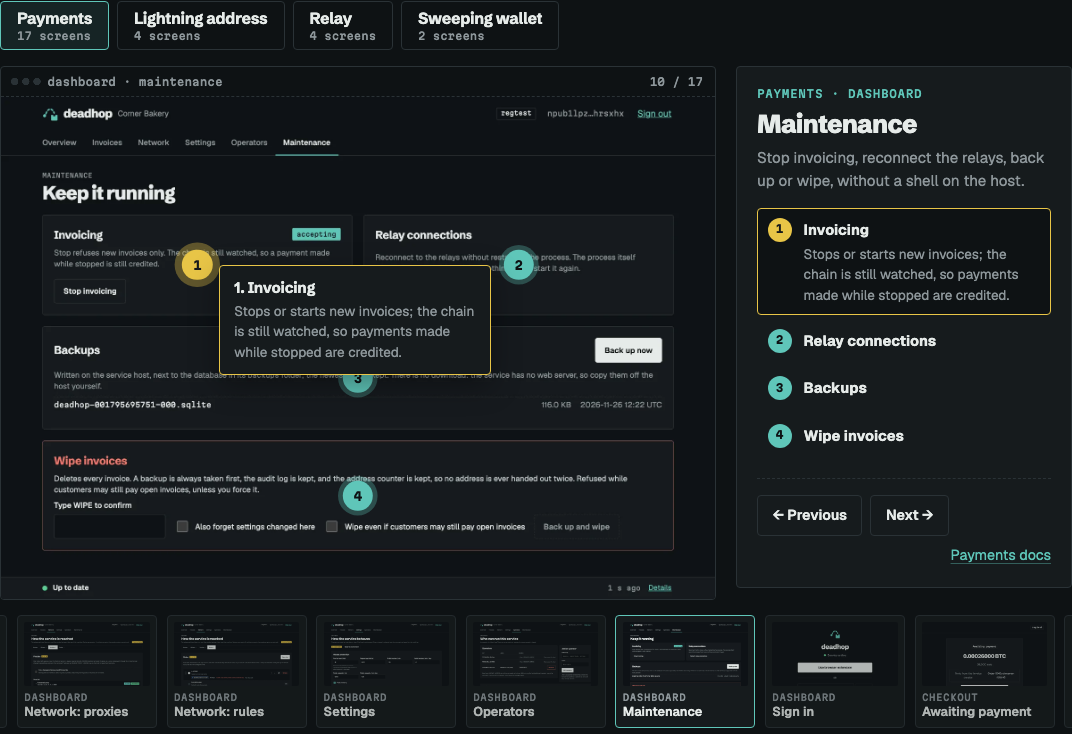 Payments
17 screens
Lightning address
4 screens
Relay
4 screens
Sweeping wallet
2 screens
dashboard · maintenance
10 / 17
deadhop Corner Bakery
regtest
npub1lpz…hrsxhx
Sign out
Overview
Invoices
Network
Settings
Operators
Maintenance
MAINTENANCE
Keep it running
Invoicing
accepting
Stop refuses new invoices only. The still watched, so a payment made
while stopped is still credited.
Stop invoicing
1
Relay connections
Reconnect to the relays without process. The process itself
start it again.
2
1. Invoicing
Stops or starts new invoices; the chain
is still watched, so payments made
while stopped are credited.
Backups
Back up now
Written on the service host, next to the database service has no web server, so copy them off the
host yourself.
3
deadhop-001795695751-000.sqlite
116.0 KB
2026-11-26 12:22 UTC
Wipe invoices
Deletes every invoice. A backup is always taken first, the audit log is kept, and the address counter is kept, so no address is ever handed out twice. Refused while
customers may still pay open invoices, unless you force it.
4
Type WIPE to confirm
Also forget settings changed here
Wipe even if customers may still pay open invoices
Back up and wipe
Up to date
1 s ago
Details
PAYMENTS · DASHBOARD
Maintenance
Stop invoicing, reconnect the relays, back
up or wipe, without a shell on the host.
1
Invoicing
Stops or starts new invoices; the
chain is still watched, so payments
made while stopped are credited.
2
Relay connections
3
Backups
4
Wipe invoices
← Previous
Next →
Payments docs
DASHBOARD
Network: proxies
DASHBOARD
Network: rules
DASHBOARD
Settings
DASHBOARD
Operators
Keep it running
DASHBOARD
Maintenance
deadhop
DASHBOARD
Sign in
CHECKOUT
Awaiting payment